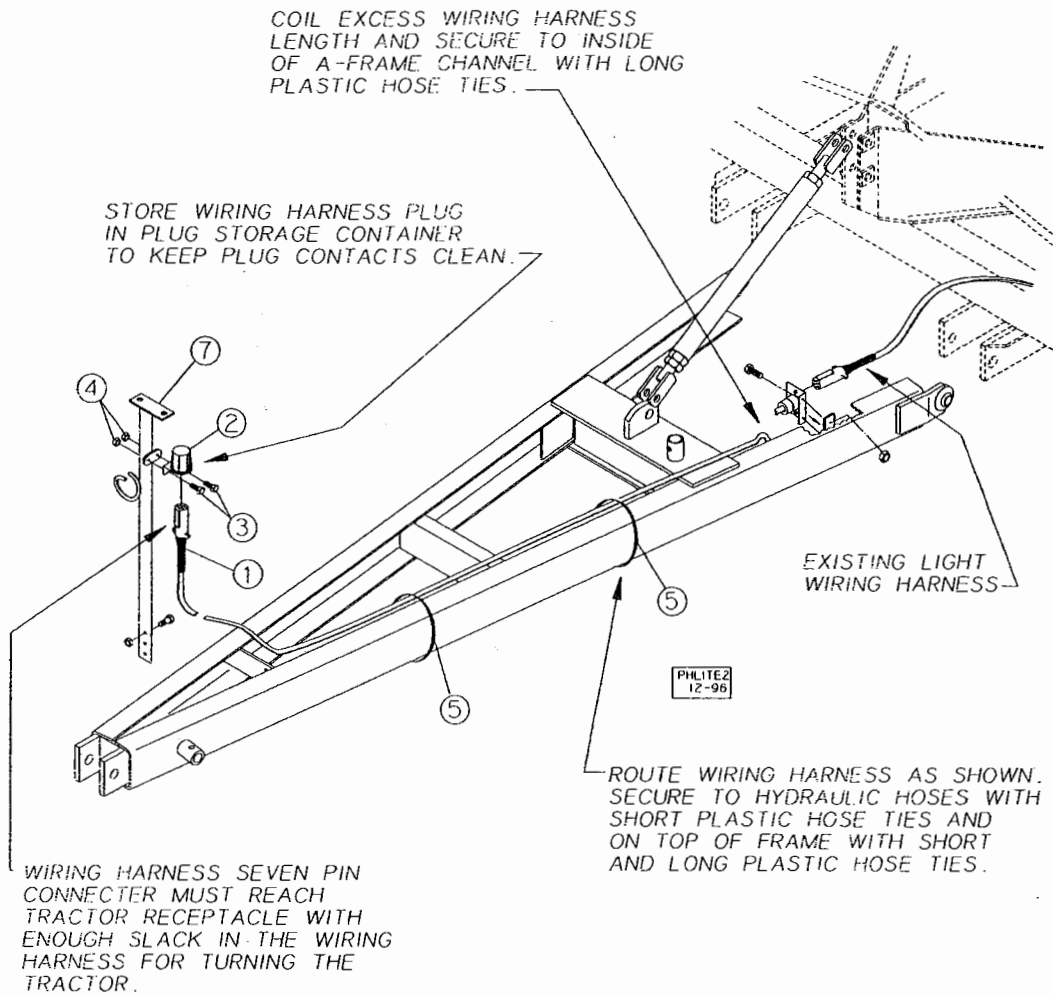 COIL EXCESS WIRING HARNESS
LENGTH AND SECURE TO INSIDE
OF A-FRAME CHANNEL WITH LONG
PLASTIC HOSE TIES.
STORE WIRING HARNESS PLUG
IN PLUG STORAGE CONTAINER
TO KEEP PLUG CONTACTS CLEAN.
7
4
2
3
1
5
5
EXISTING LIGHT
WIRING HARNESS
PHLITE2
12-96
ROUTE WIRING HARNESS AS SHOWN.
SECURE TO HYDRAULIC HOSES WITH
SHORT PLASTIC HOSE TIES AND
ON TOP OF FRAME WITH SHORT
AND LONG PLASTIC HOSE TIES.
WIRING HARNESS SEVEN PIN
CONNECTER MUST REACH
TRACTOR RECEPTACLE WITH
ENOUGH SLACK IN THE WIRING
HARNESS FOR TURNING THE
TRACTOR.